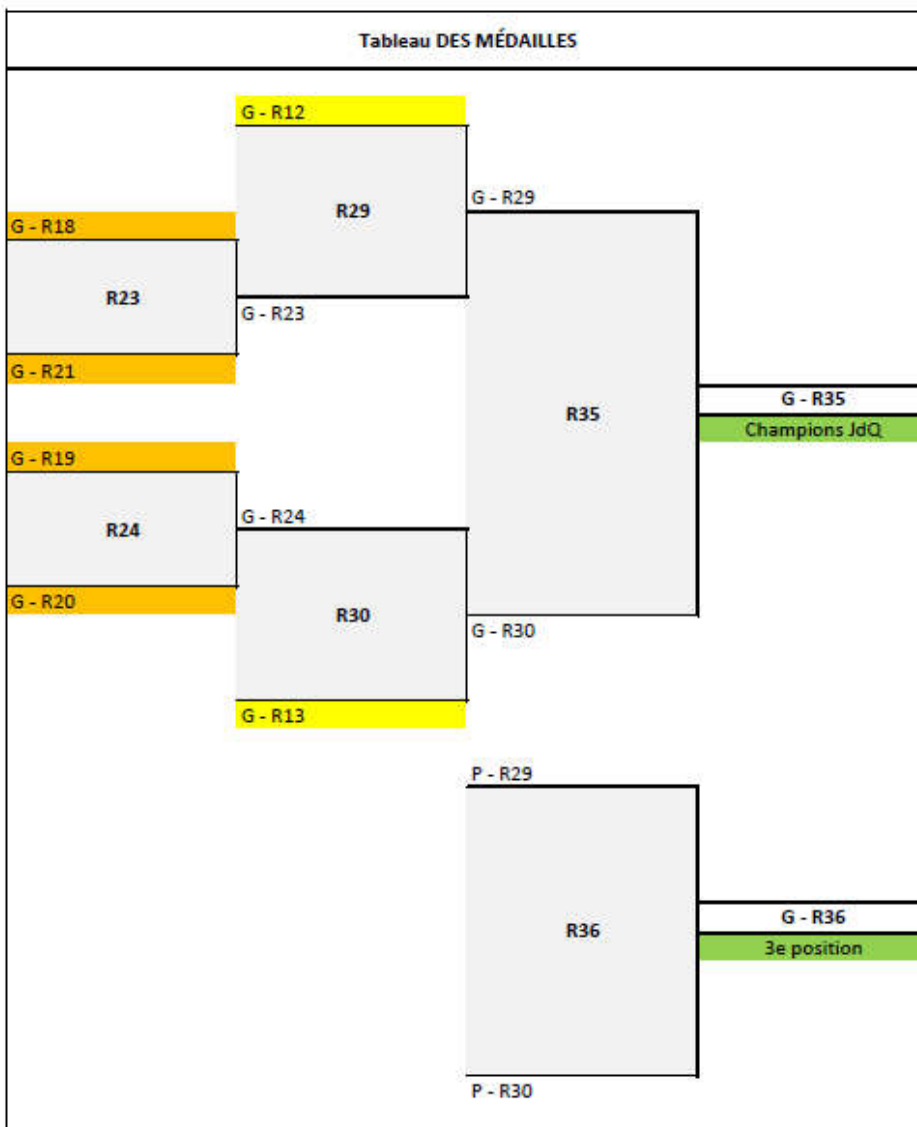 Tableau DES MÉDAILLES
G - R12
R29
G - R29
G - R18
R23
G - R23
G - R21
G - R35
R35
Champions JdQ
G - R19
G - R24
R24
G - R20
R30
G - R30
G - R13
P - R29
G - R36
R36
3e position
P - R30